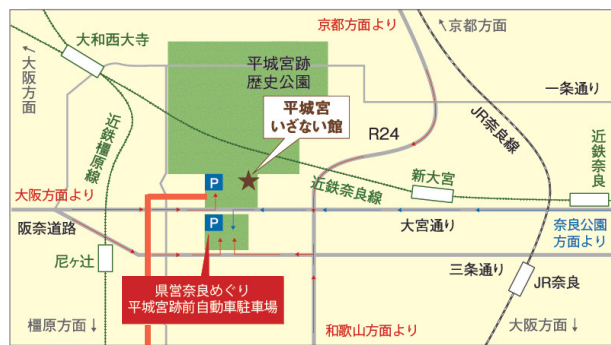 京都方面より
↑京都方面
大和西大寺
↑大阪方面
平城宮跡
歴史公園
一条通り
平城宮
いざない館
R24
JR奈良線
近鉄橿原線
近鉄奈良
新大宮
近鉄奈良線
P
大阪方面より
阪奈道路
P
大宮通り
奈良公園
方面より
尼ヶ辻
三条通り
県営奈良めぐり
平城宮跡前自動車駐車場
JR奈良
橿原方面↓
和歌山方面より
大阪方面↓